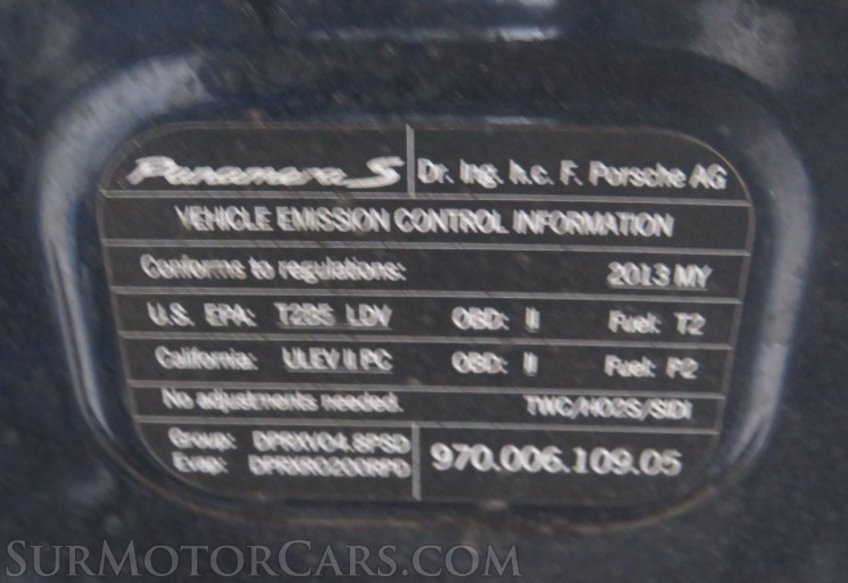 Panamera S Dr. Ing. h.c. F. Porsche AG
VEHICLE EMISSION CONTROL INFORMATION
Conforms to regulations: 2013 MY
U.S. EPA: T2B5 LDV OBD: II Fuel: T2
California: ULEV II PC OBD: II Fuel: P2
No adjustments needed. TWC/HO2S/SIDI
Group: DPRXV04.8PSD
Evap: 970.006.109.05
SURMOTORCARS.COM